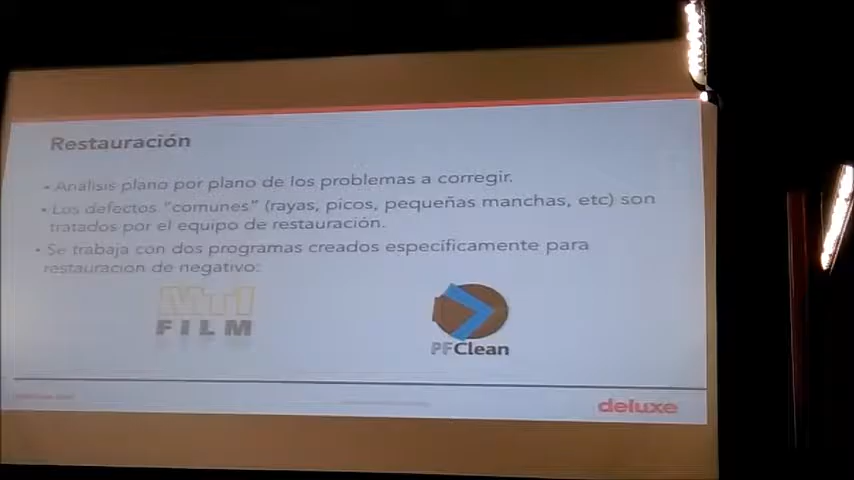 Restauración
• Análisis plano por plano de los problemas a corregir.
• Los defectos “comunes” (rayas, picos, pequeñas manchas, etc) son
tratados por el equipo de restauración.
• Se trabaja con dos programas creados específicamente para
restauración de negativo:
FILM
PFClean
deluxe